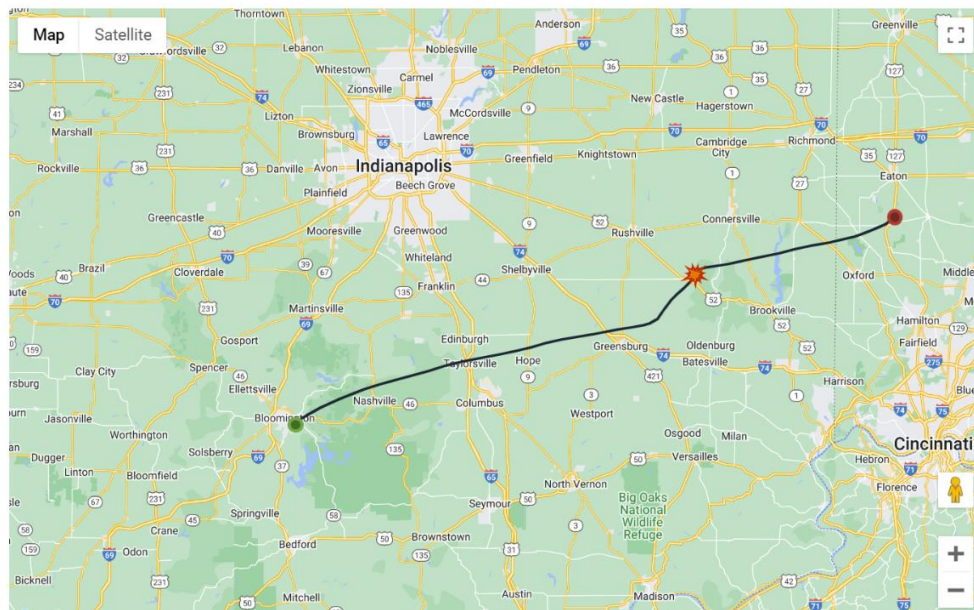 Map
Satellite
Thorntown
Kirklin
Anderson
Greenville
Lebanon
Noblesville
Whitestown
Carmel
Pendleton
Zionsville
New Castle
Hagerstown
Lizton
McCordsville
Marshall
Brownsburg
Lawrence
Cambridge
City
Richmond
Rockville
Danville
Avon
Indianapolis
Greenfield
Knightstown
Eaton
Plainfield
Beech Grove
Greencastle
Mooresville
Greenwood
Rushville
Connersville
Brazil
Cloverdale
Whiteland
Shelbyville
Oxford
Franklin
Martinsville
Brookville
Hamilton
Gosport
Edinburgh
Fairfield
Clay City
Spencer
Taylorsville
Hope
Greensburg
Oldenburg
Batesville
Harrison
Ellettsville
Jasonville
Bloomington
Nashville
Columbus
Westport
Worthington
Solsberry
Osgood
Milan
Cincinnati
Dugger
Linton
Bloomfield
Versailles
Hebron
Florence
Springville
Seymour
North Vernon
Big Oaks
National
Wildlife
Refuge
Crane
Odon
Bedford
Brownstown
Bicknell
Mitchell
Austin
Madison